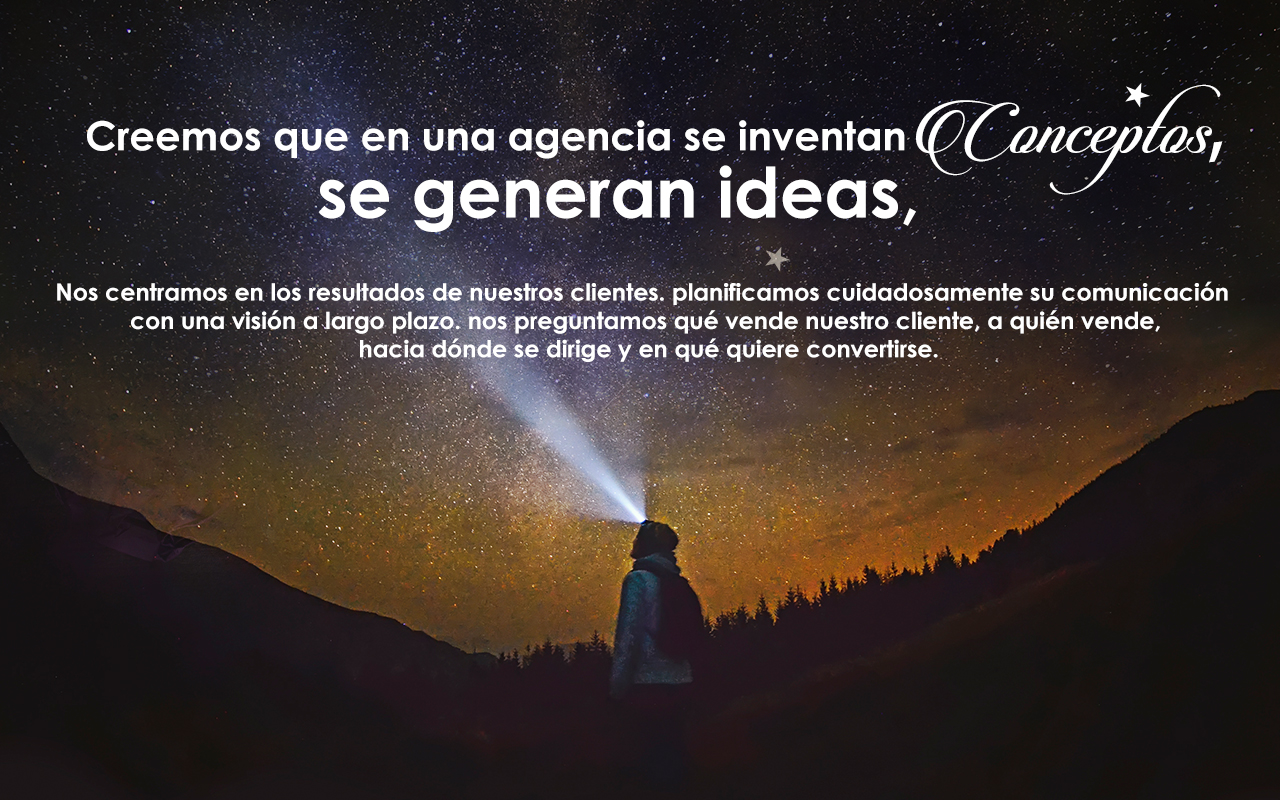 Creemos que en una agencia se inventan Conceptos,
se generan ideas,
Nos centramos en los resultados de nuestros clientes. planificamos cuidadosamente su comunicación
con una visión a largo plazo. nos preguntamos qué vende nuestro cliente, a quién vende,
hacia dónde se dirige y en qué quiere convertirse.